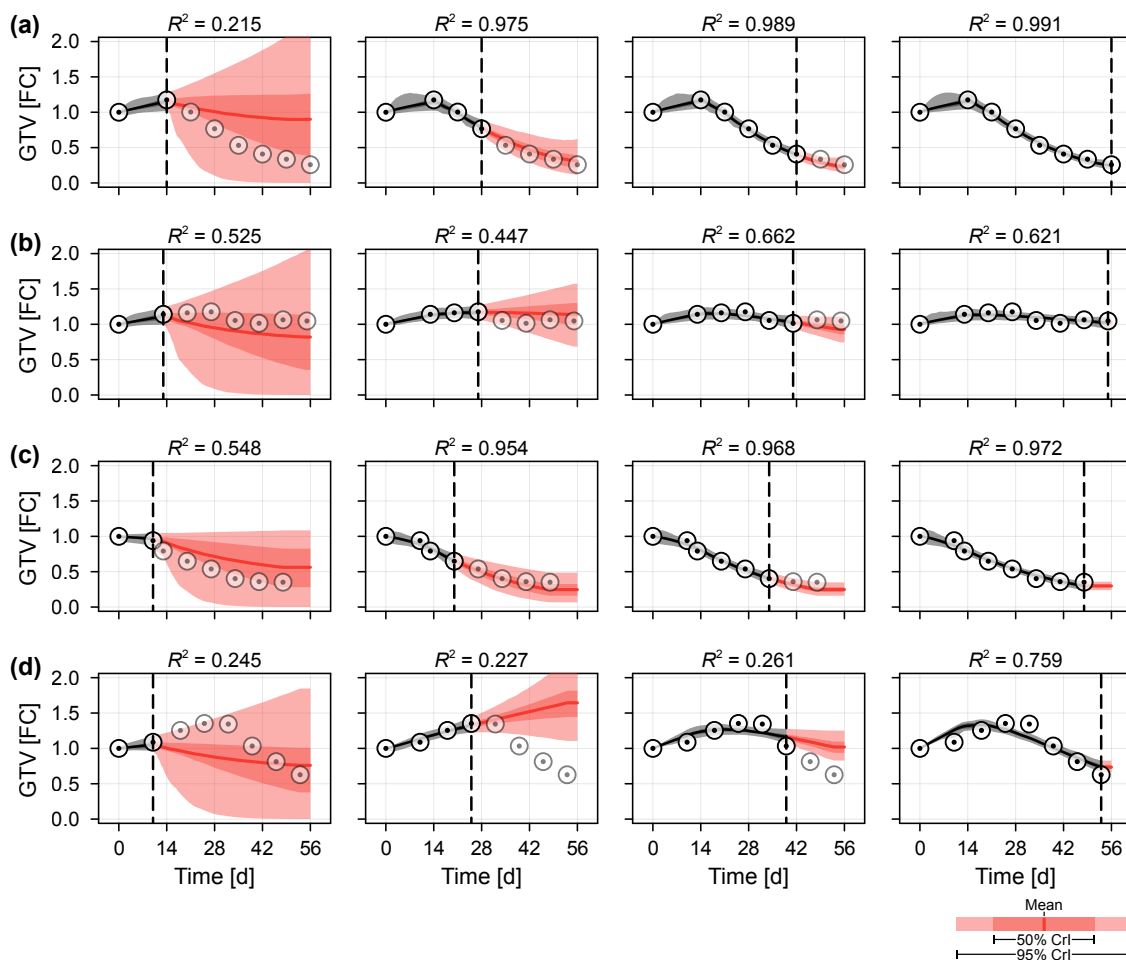 (a)
R² = 0.215
R² = 0.975
R² = 0.989
R² = 0.991
GTV [FC]
2.0
1.5
1.0
0.5
0.0
(b)
R² = 0.525
R² = 0.447
R² = 0.662
R² = 0.621
GTV [FC]
2.0
1.5
1.0
0.5
0.0
(c)
R² = 0.548
R² = 0.954
R² = 0.968
R² = 0.972
GTV [FC]
2.0
1.5
1.0
0.5
0.0
(d)
R² = 0.245
R² = 0.227
R² = 0.261
R² = 0.759
GTV [FC]
2.0
1.5
1.0
0.5
0.0
0 14 28 42 56
0 14 28 42 56
0 14 28 42 56
0 14 28 42 56
Time [d]
Time [d]
Time [d]
Time [d]
Mean
50% CrI
95% CrI